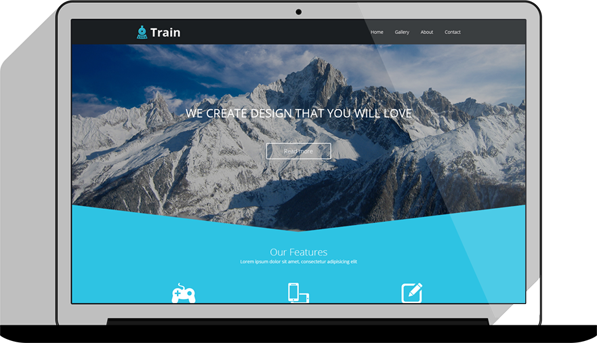 Train
Home Gallery About Contact
WE CREATE DESIGN THAT YOU WILL LOVE
Read more
Our Features
Lorem ipsum dolor sit amet, consectetur adipisicing elit